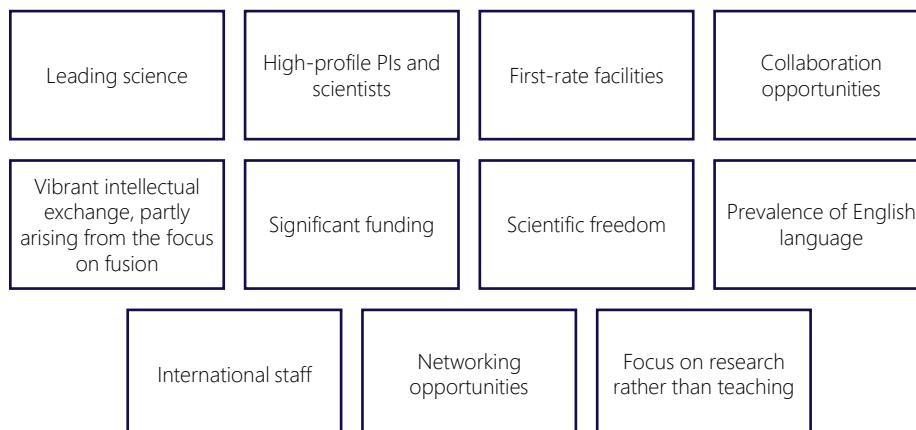 Leading science
High-profile PIs and
scientists
First-rate facilities
Collaboration
opportunities
Vibrant intellectual
exchange, partly
arising from the focus
on fusion
Significant funding
Scientific freedom
Prevalence of English
language
International staff
Networking
opportunities
Focus on research
rather than teaching